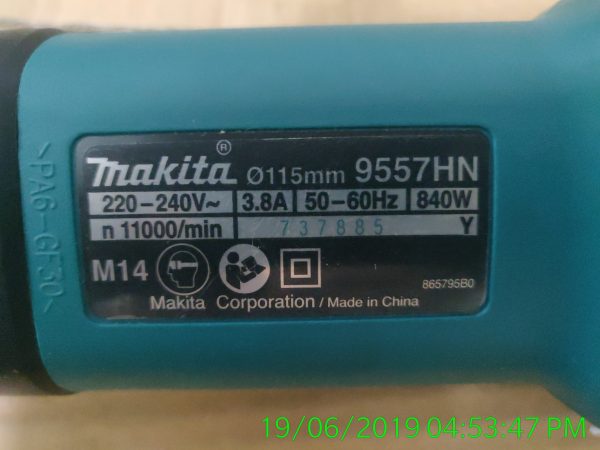 makita® Ø115mm 9557HN
220-240V~ 3.8A 50-60Hz 840W
n 11000/min 737885 Y
M14
865795B0
Makita Corporation / Made in China
>PA6-GF30<
19/06/2019 04:53:47 PM